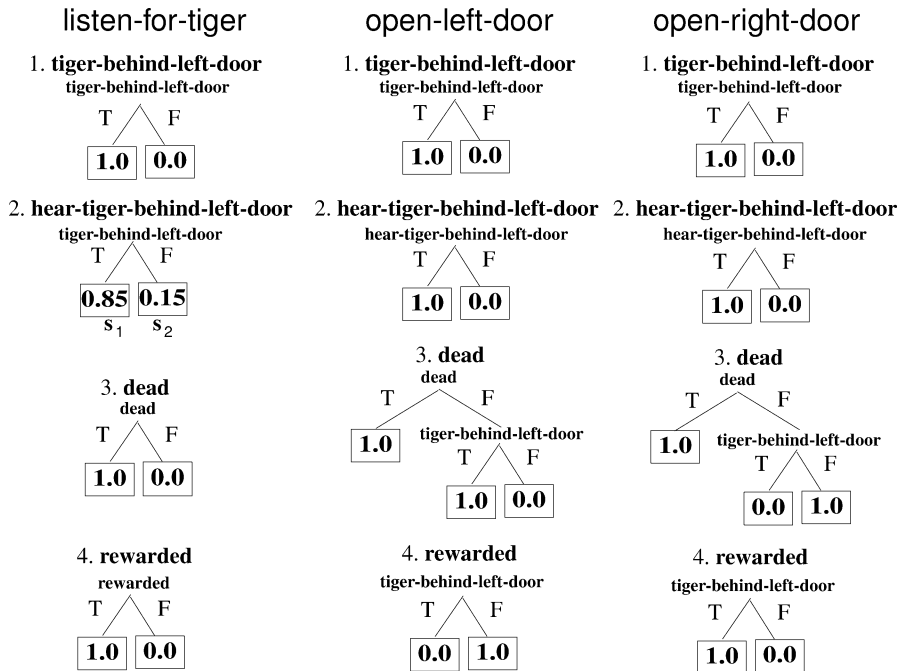 listen-for-tiger open-left-door open-right-door
1. tiger-behind-left-door 1. tiger-behind-left-door 1. tiger-behind-left-door
tiger-behind-left-door tiger-behind-left-door tiger-behind-left-door
T F T F T F
1.0 0.0 1.0 0.0 1.0 0.0
2. hear-tiger-behind-left-door 2. hear-tiger-behind-left-door 2. hear-tiger-behind-left-door
tiger-behind-left-door hear-tiger-behind-left-door hear-tiger-behind-left-door
T F T F T F
0.85 0.15 1.0 0.0 1.0 0.0
s1 s2
3. dead 3. dead 3. dead
dead dead dead
T F T F T F
1.0 tiger-behind-left-door 1.0 tiger-behind-left-door
T F T F
1.0 0.0 1.0 0.0 0.0 1.0
4. rewarded 4. rewarded 4. rewarded
rewarded tiger-behind-left-door tiger-behind-left-door
T F T F T F
1.0 0.0 0.0 1.0 1.0 0.0